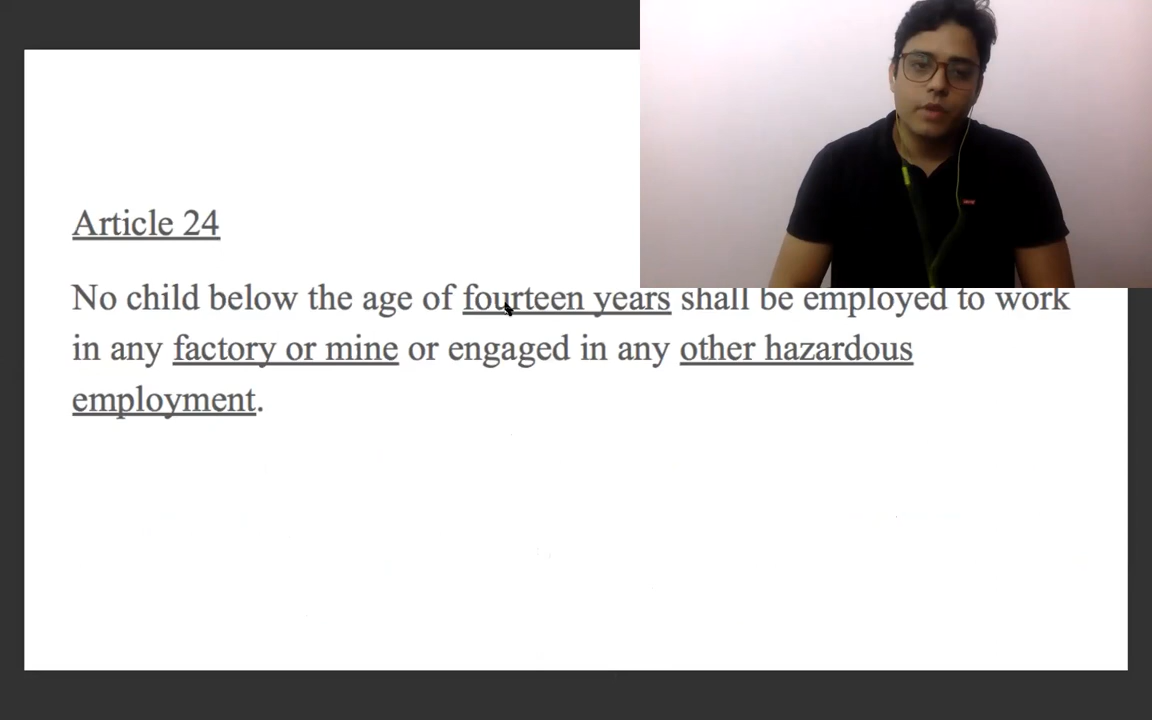 Article 24
No child below the age of fourteen years shall be employed to work
in any factory or mine or engaged in any other hazardous
employment.